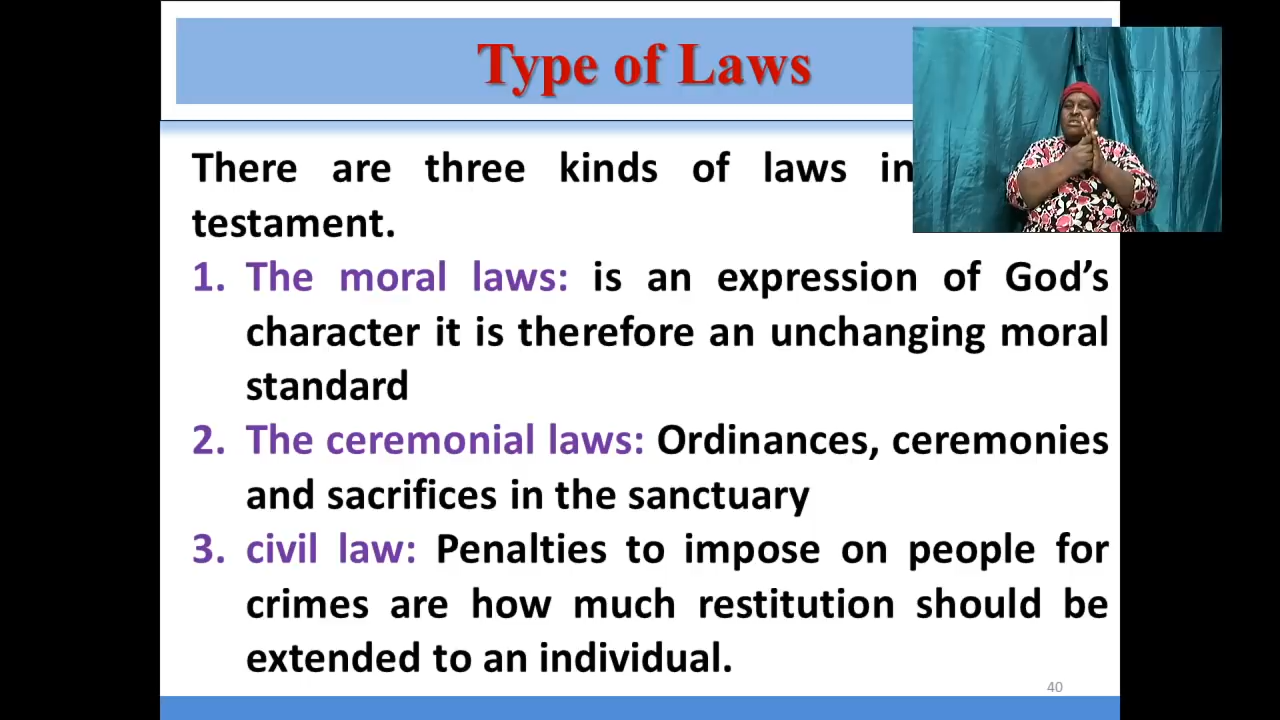 Type of Laws
There are three kinds of laws in
testament.
1. The moral laws: is an expression of God's
character it is therefore an unchanging moral
standard
2. The ceremonial laws: Ordinances, ceremonies
and sacrifices in the sanctuary
3. civil law: Penalties to impose on people for
crimes are how much restitution should be
extended to an individual.
40